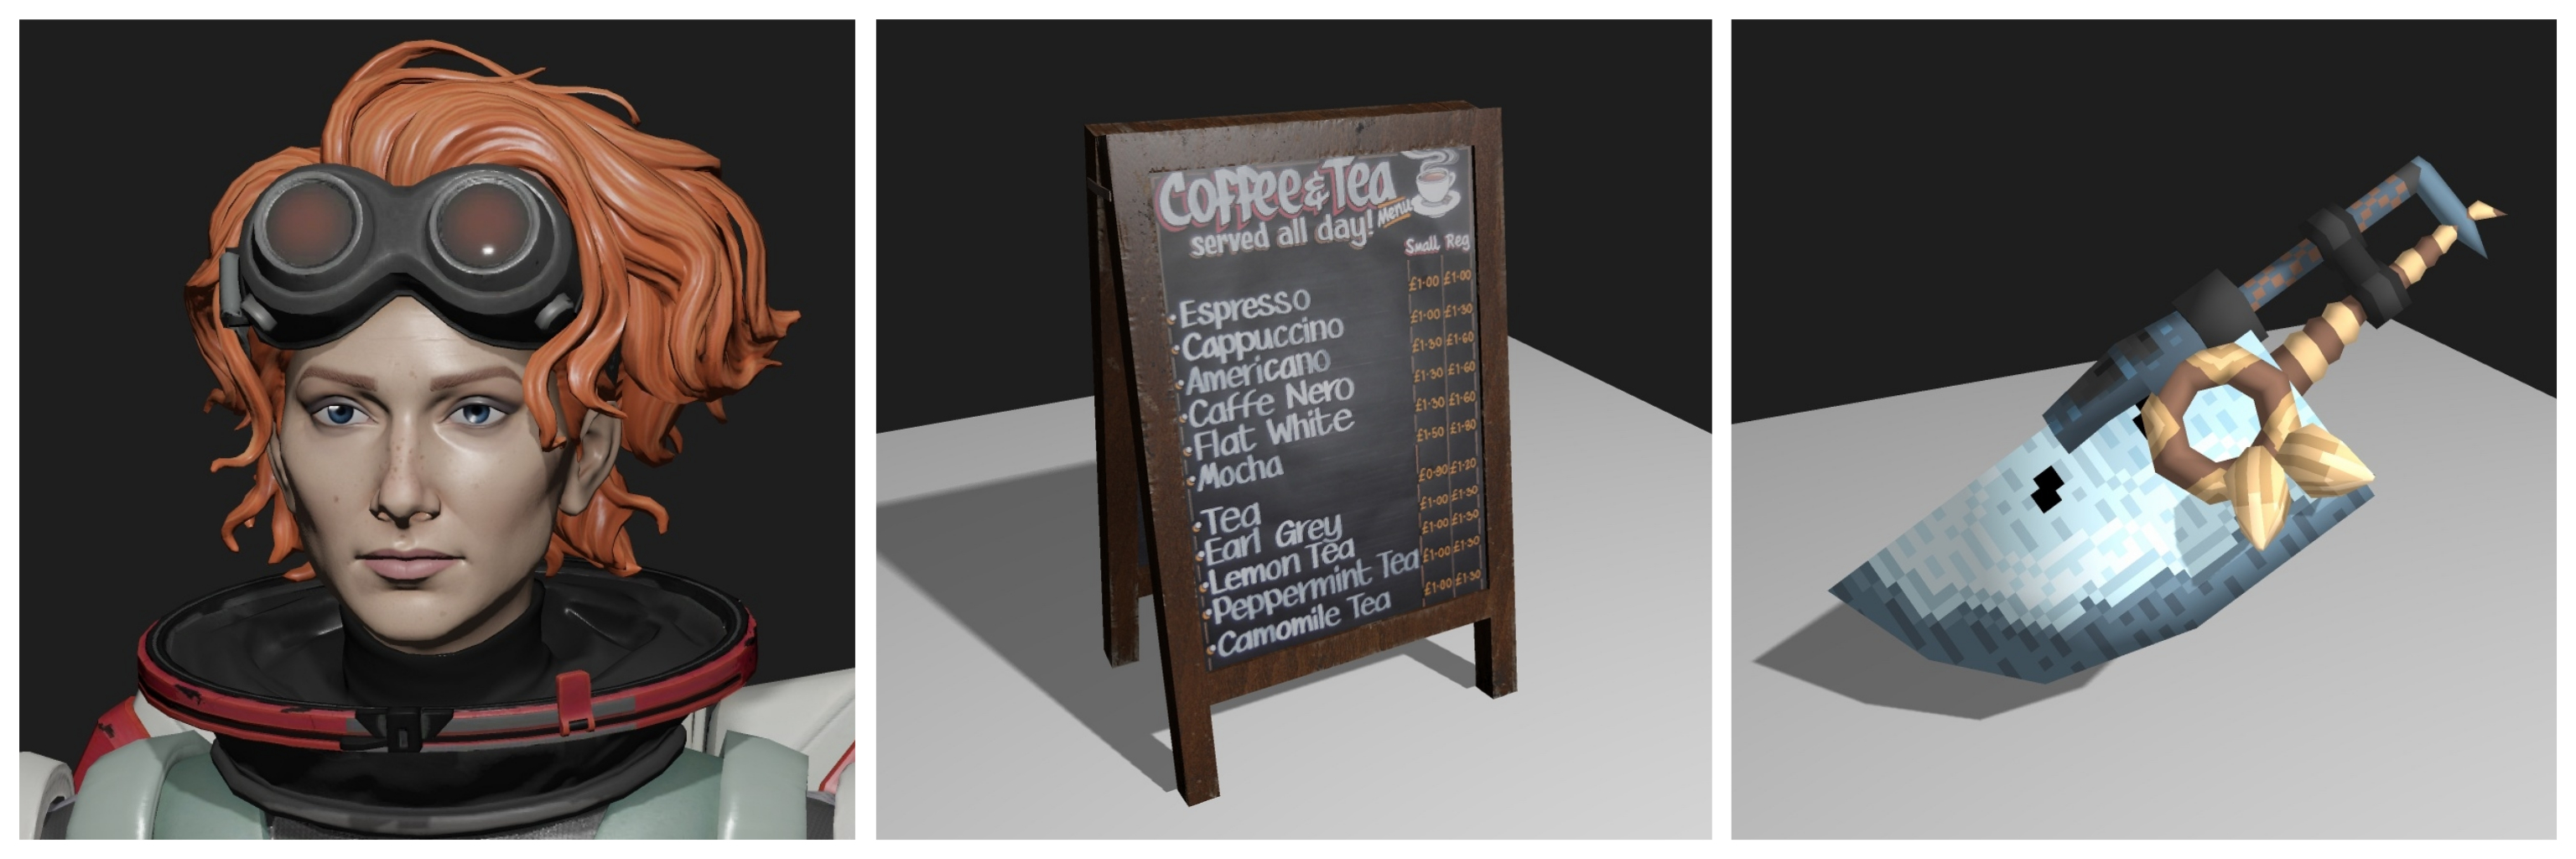 Coffee & Tea
served all day! Menu
Small Reg
Espresso £1·00 £1·00
Cappuccino £1·00 £1·50
Americano £1·30 £1·60
Caffe Nero £1·30 £1·60
Flat White £1·30 £1·60
Mocha £1·50 £1·80
Tea £0·90 £1·20
Earl Grey £1·00 £1·30
Lemon Tea £1·00 £1·30
Peppermint Tea £1·00 £1·30
Camomile Tea £1·00 £1·30